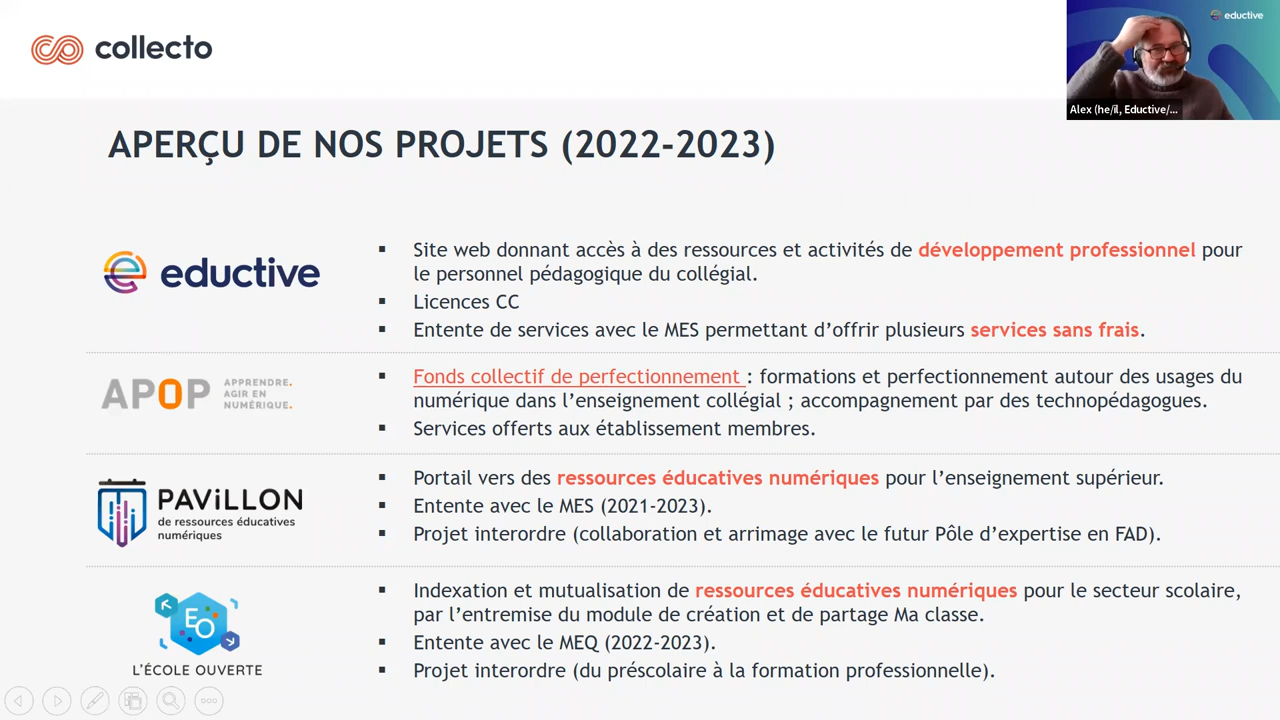 collecto
eductive
Alex (he/il, Eductive/...
APERÇU DE NOS PROJETS (2022-2023)
eductive
▪ Site web donnant accès à des ressources et activités de développement professionnel pour
le personnel pédagogique du collégial.
▪ Licences CC
▪ Entente de services avec le MES permettant d’offrir plusieurs services sans frais.
APOP
APPRENDRE.
AGIR EN
NUMÉRIQUE.
▪ Fonds collectif de perfectionnement : formations et perfectionnement autour des usages du
numérique dans l’enseignement collégial ; accompagnement par des technopédagogues.
▪ Services offerts aux établissement membres.
PAViLLON
de ressources éducatives
numériques
▪ Portail vers des ressources éducatives numériques pour l’enseignement supérieur.
▪ Entente avec le MES (2021-2023).
▪ Projet interordre (collaboration et arrimage avec le futur Pôle d’expertise en FAD).
EO
L'ÉCOLE OUVERTE
▪ Indexation et mutualisation de ressources éducatives numériques pour le secteur scolaire,
par l’entremise du module de création et de partage Ma classe.
▪ Entente avec le MEQ (2022-2023).
▪ Projet interordre (du préscolaire à la formation professionnelle).